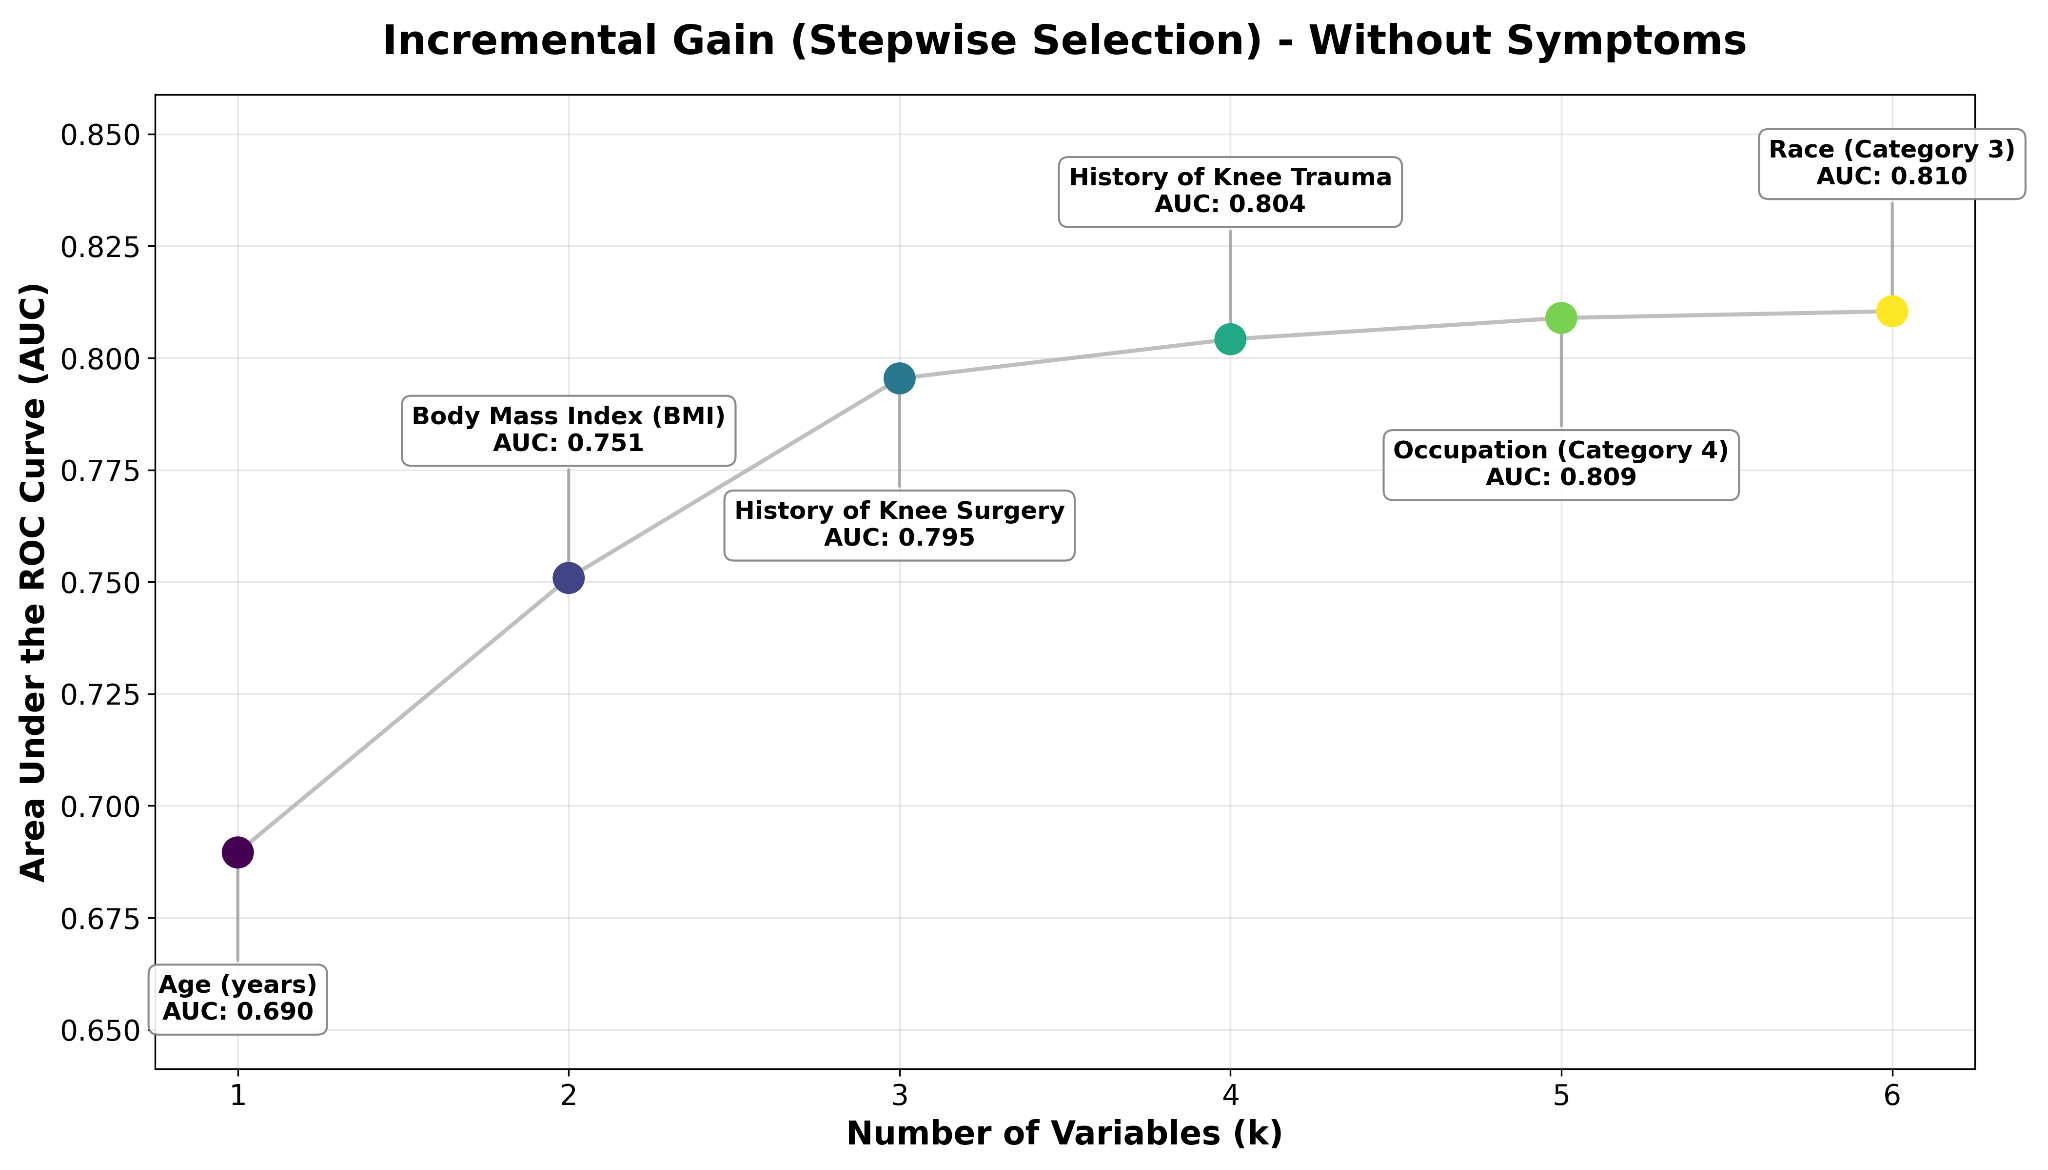 Incremental Gain (Stepwise Selection) - Without Symptoms
Area Under the ROC Curve (AUC)
0.850
0.825
0.800
0.775
0.750
0.725
0.700
0.675
0.650
Age (years)
AUC: 0.690
Body Mass Index (BMI)
AUC: 0.751
History of Knee Surgery
AUC: 0.795
History of Knee Trauma
AUC: 0.804
Occupation (Category 4)
AUC: 0.809
Race (Category 3)
AUC: 0.810
1 2 3 4 5 6
Number of Variables (k)